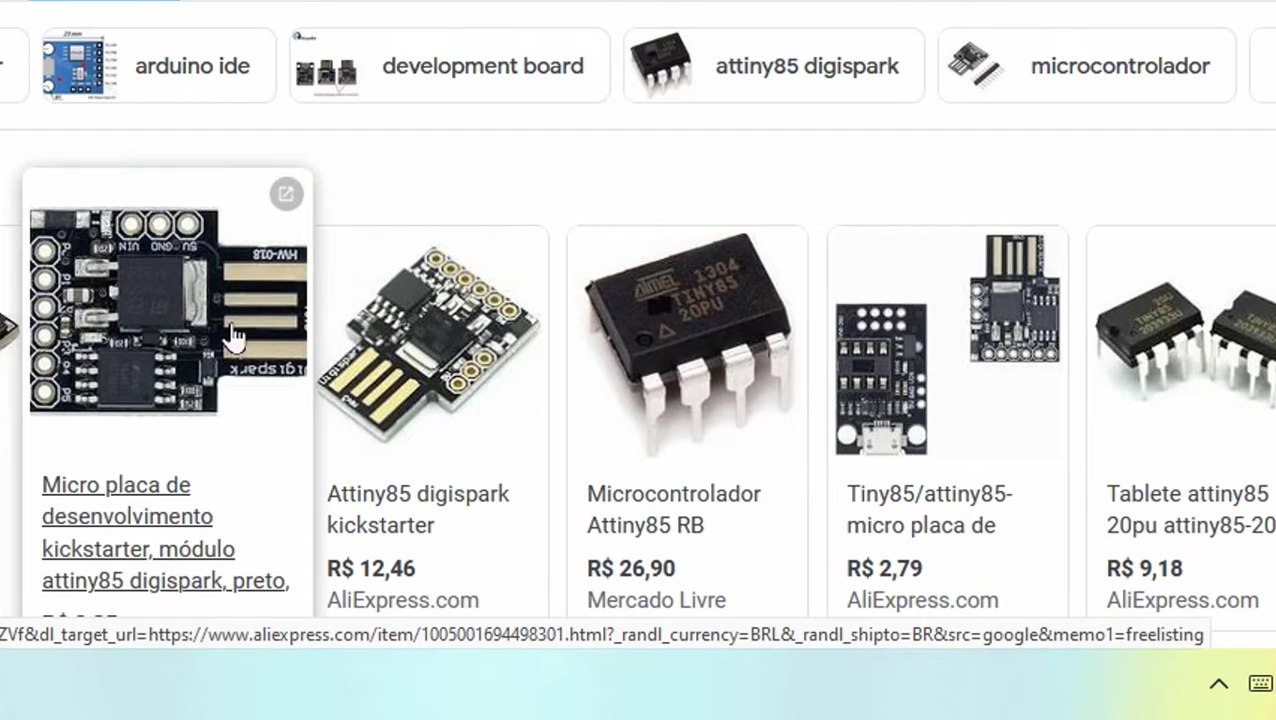 arduino ide
development board
attiny85 digispark
microcontrolador
VIN
GND
5V
HW-018
Digispark
P5
ATMEL 1304
TINY85
20PU
Micro placa de
desenvolvimento
kickstarter, módulo
attiny85 digispark, preto,
Attiny85 digispark
kickstarter
R$ 12,46
AliExpress.com
Microcontrolador
Attiny85 RB
R$ 26,90
Mercado Livre
Tiny85/attiny85-
micro placa de
R$ 2,79
AliExpress.com
Tablete attiny85
20pu attiny85-20
R$ 9,18
AliExpress.com
ZVf&dl_target_url=https://www.aliexpress.com/item/1005001694498301.html?_randl_currency=BRL&_randl_shipto=BR&src=google&memo1=freelisting